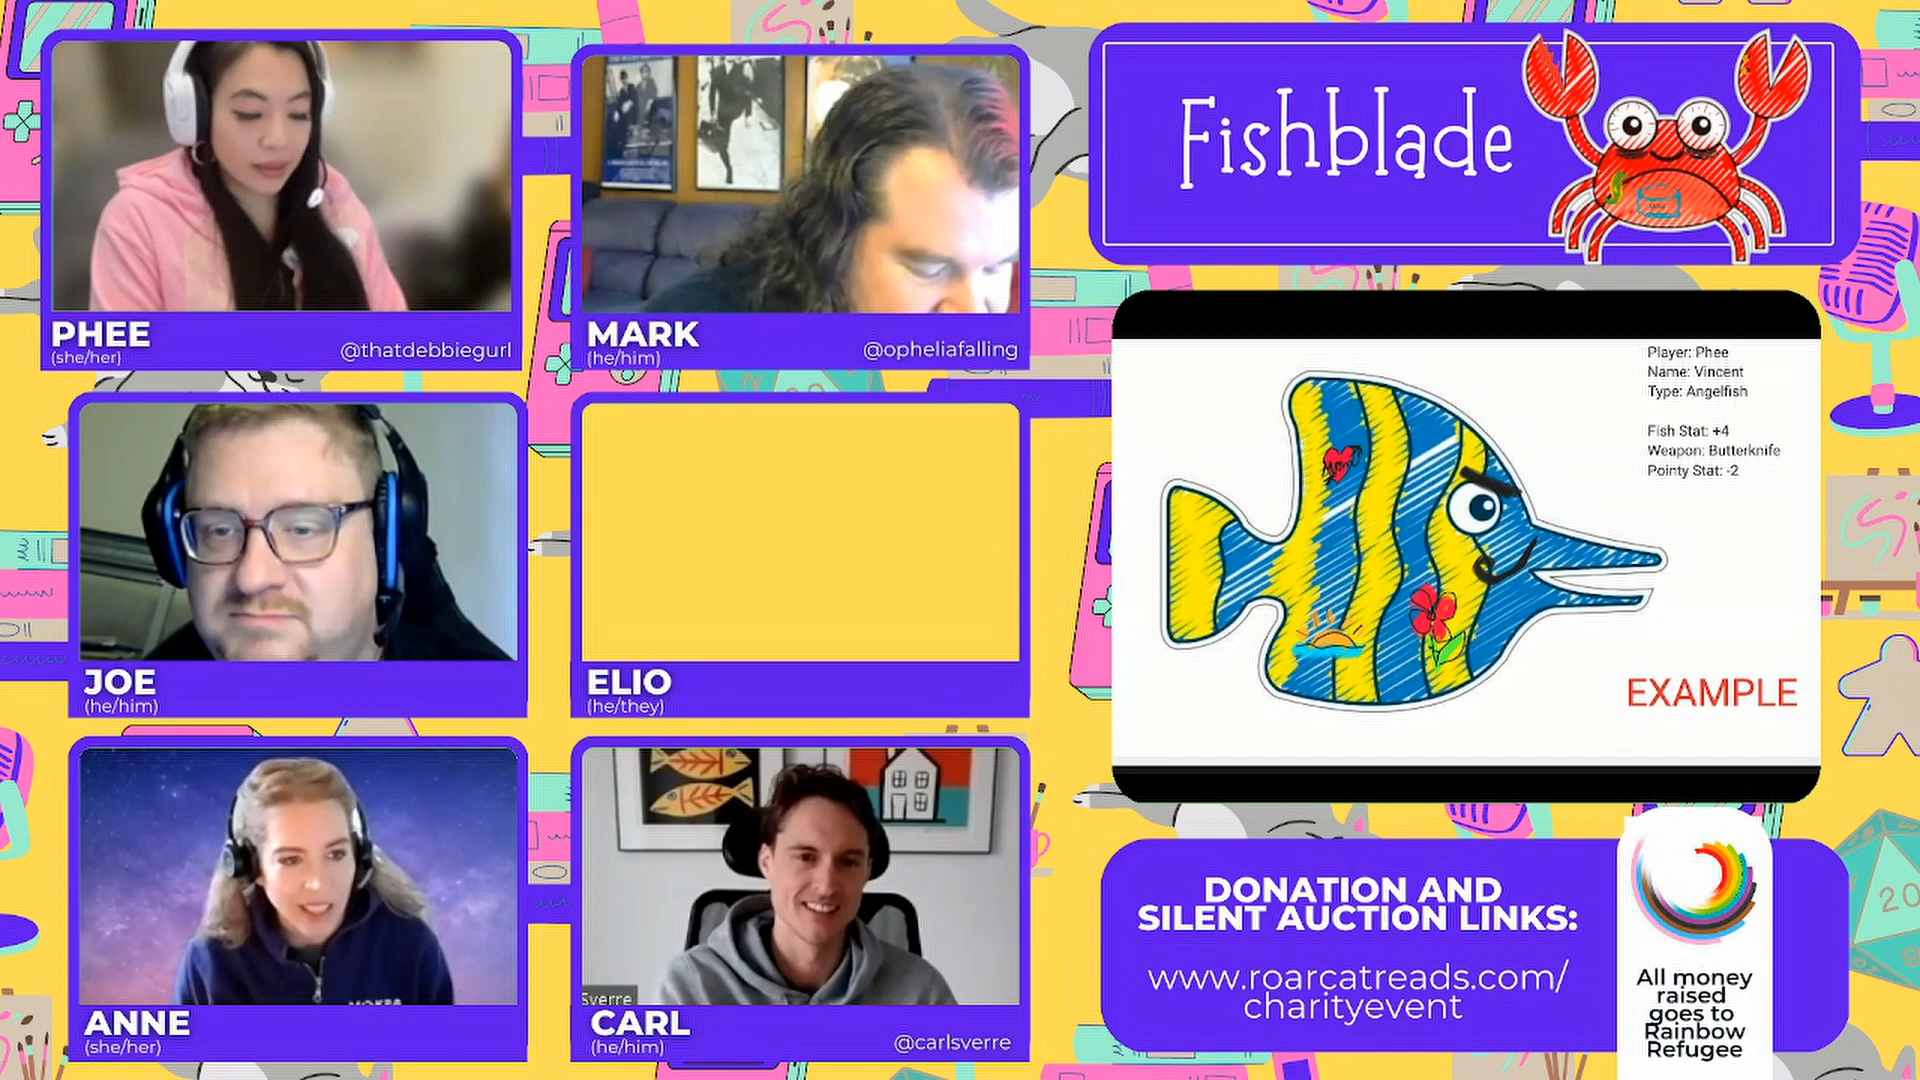 Fishblade
PHEE
(she/her)
@thatdebbiegurl
MARK
(he/him)
@opheliafalling
Player: Phee
Name: Vincent
Type: Angelfish
Fish Stat: +4
Weapon: Butterknife
Pointy Stat: -2
EXAMPLE
JOE
(he/him)
ELIO
(he/they)
ANNE
(she/her)
Sverre
CARL
(he/him)
@carlsverre
DONATION AND
SILENT AUCTION LINKS:
www.roarcatreads.com/
charityevent
All money
raised
goes to
Rainbow
Refugee
20